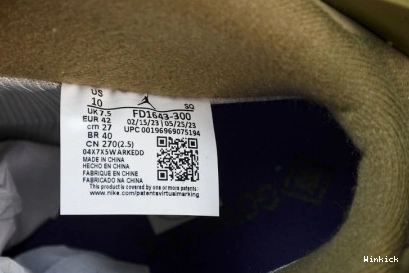 US
10
SQ
UK 7.5
FD1643-300
EUR 42
02/15/23 | 05/25/23
cm 27
UPC 00196969075194
BR 40
CN 270(2.5)
04X7X5W ARKEDD
MADE IN CHINA
HECHO EN CHINA
FABRIQUE EN CHINE
FABRICADO NA CHINA
This product is covered by one or more patents.
www.nike.com/patentsvirtualmarking
Winkick